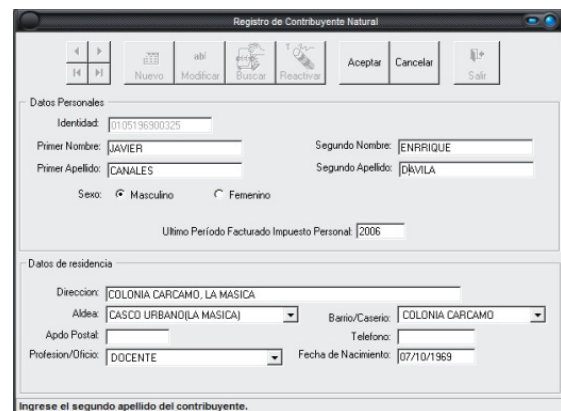 Registro de Contribuyente Natural
Nuevo
abl
Modificar
Buscar
Reactivar
Aceptar
Cancelar
Salir
Datos Personales
Identidad: 0105196900325
Primer Nombre: JAVIER
Segundo Nombre: ENRRIQUE
Primer Apellido: CANALES
Segundo Apellido: DAVILA
Sexo: Masculino Femenino
Ultimo Período Facturado Impuesto Personal: 2006
Datos de residencia
Direccion: COLONIA CARCAMO, LA MASICA
Aldea: CASCO URBANO(LA MASICA)
Barrio/Caserio: COLONIA CARCAMO
Apdo Postal:
Telefono:
Profesion/Oficio: DOCENTE
Fecha de Nacimiento: 07/10/1969
Ingrese el segundo apellido del contribuyente.